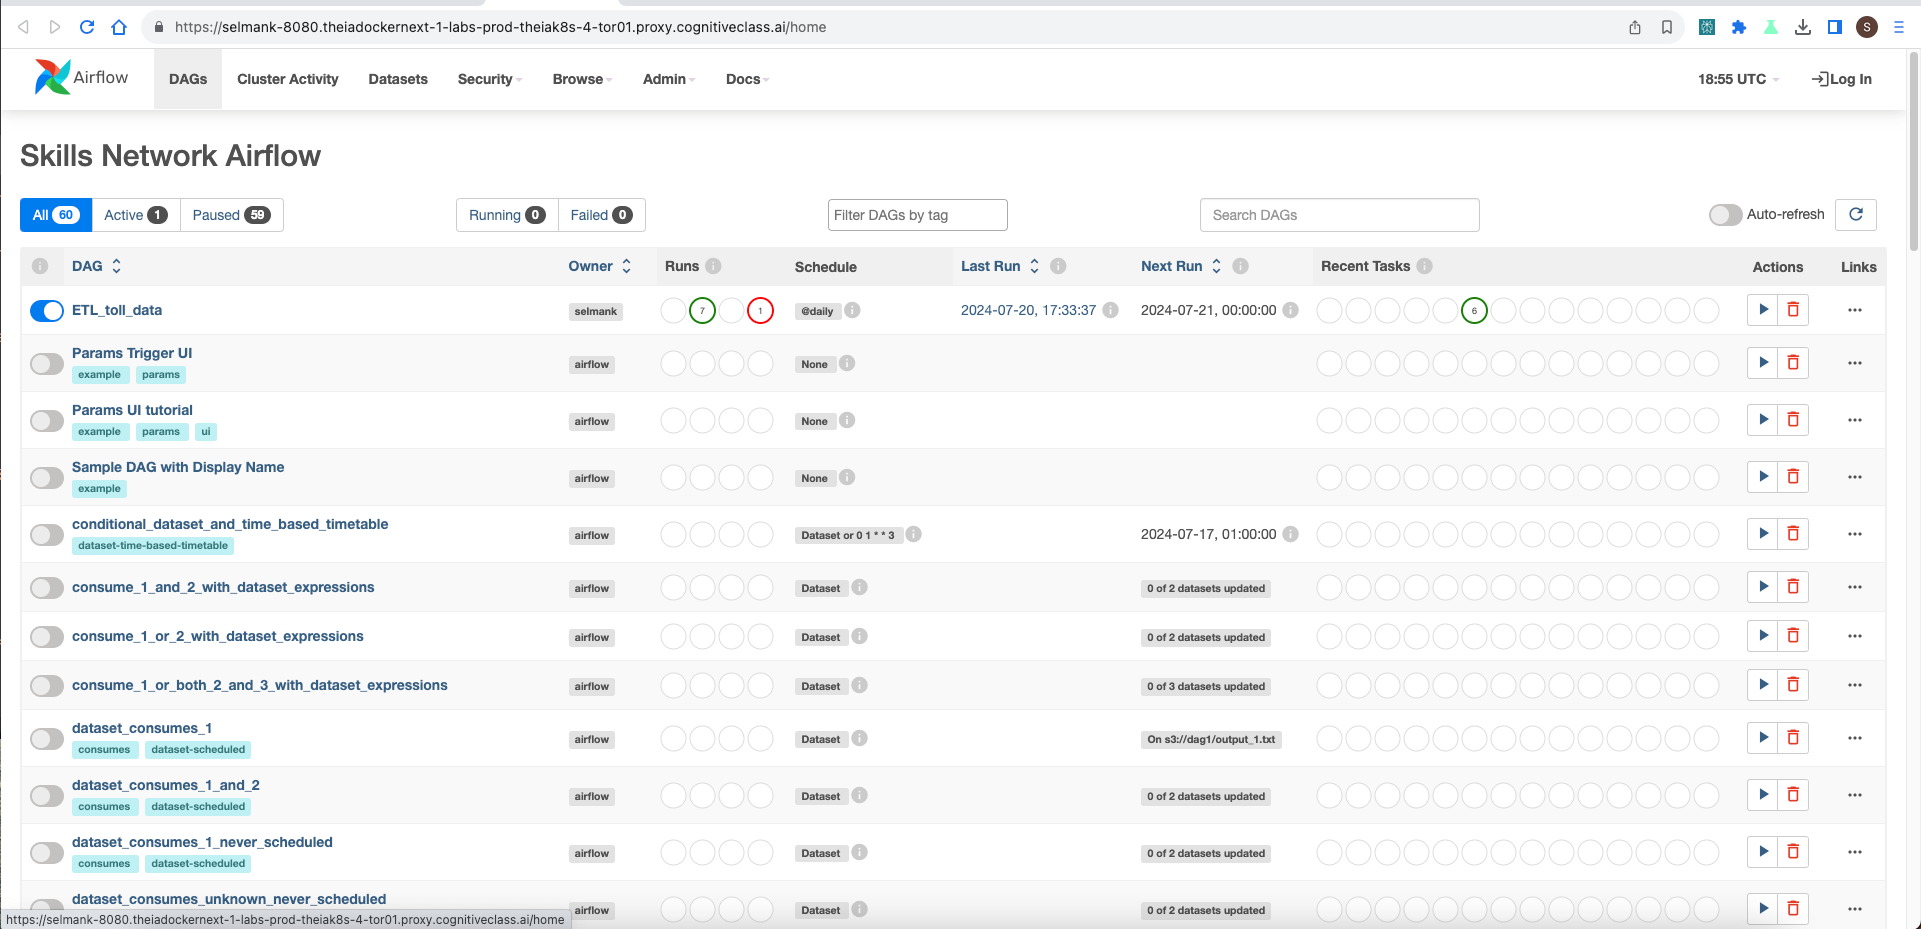 https://selmank-8080.theiadockernext-1-labs-prod-theiak8s-4-tor01.proxy.cognitiveclass.ai/home
S
Airflow DAGs Cluster Activity Datasets Security Browse Admin Docs 18:55 UTC Log In
Skills Network Airflow
All 60 Active 1 Paused 59 Running 0 Failed 0 Filter DAGs by tag Search DAGs Auto-refresh
DAG Owner Runs Schedule Last Run Next Run Recent Tasks Actions Links
ETL_toll_data selmank 7 1 @daily 2024-07-20, 17:33:37 2024-07-21, 00:00:00 6
Params Trigger UI
example params airflow None
Params UI tutorial
example params ui airflow None
Sample DAG with Display Name
example airflow None
conditional_dataset_and_time_based_timetable
dataset-time-based-timetable airflow Dataset or 0 1 * * 3 2024-07-17, 01:00:00
consume_1_and_2_with_dataset_expressions airflow Dataset 0 of 2 datasets updated
consume_1_or_2_with_dataset_expressions airflow Dataset 0 of 2 datasets updated
consume_1_or_both_2_and_3_with_dataset_expressions airflow Dataset 0 of 3 datasets updated
dataset_consumes_1
consumes dataset-scheduled airflow Dataset On s3://dag1/output_1.txt
dataset_consumes_1_and_2
consumes dataset-scheduled airflow Dataset 0 of 2 datasets updated
dataset_consumes_1_never_scheduled
consumes dataset-scheduled airflow Dataset 0 of 2 datasets updated
dataset_consumes_unknown_never_scheduled
airflow Dataset 0 of 2 datasets updated
https://selmank-8080.theiadockernext-1-labs-prod-theiak8s-4-tor01.proxy.cognitiveclass.ai/home